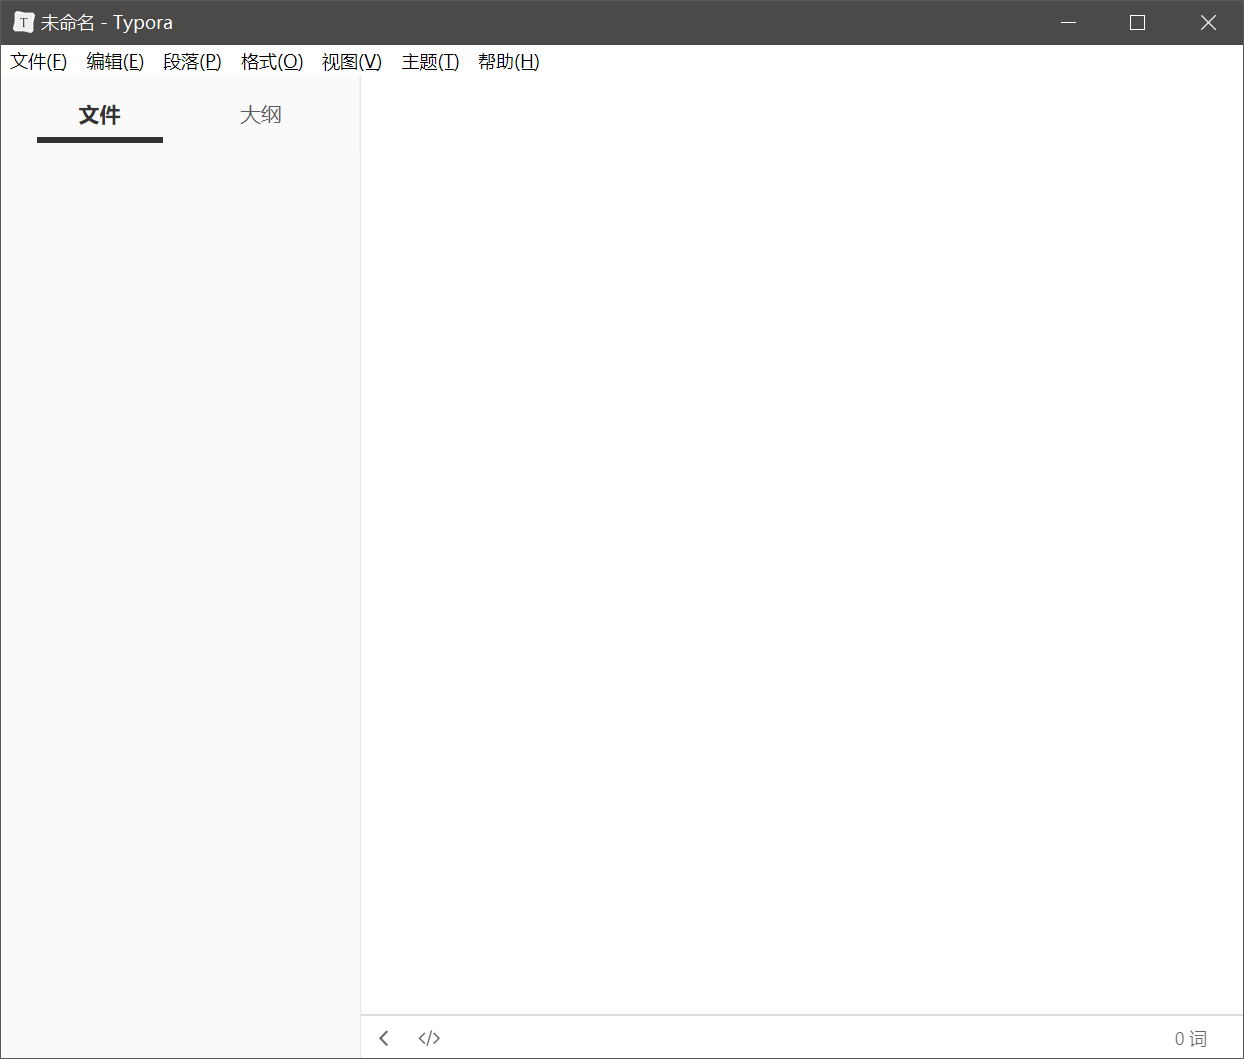 T 未命名 - Typora
文件(F) 编辑(E) 段落(P) 格式(O) 视图(V) 主题(T) 帮助(H)
文件 大纲
</> 0 词